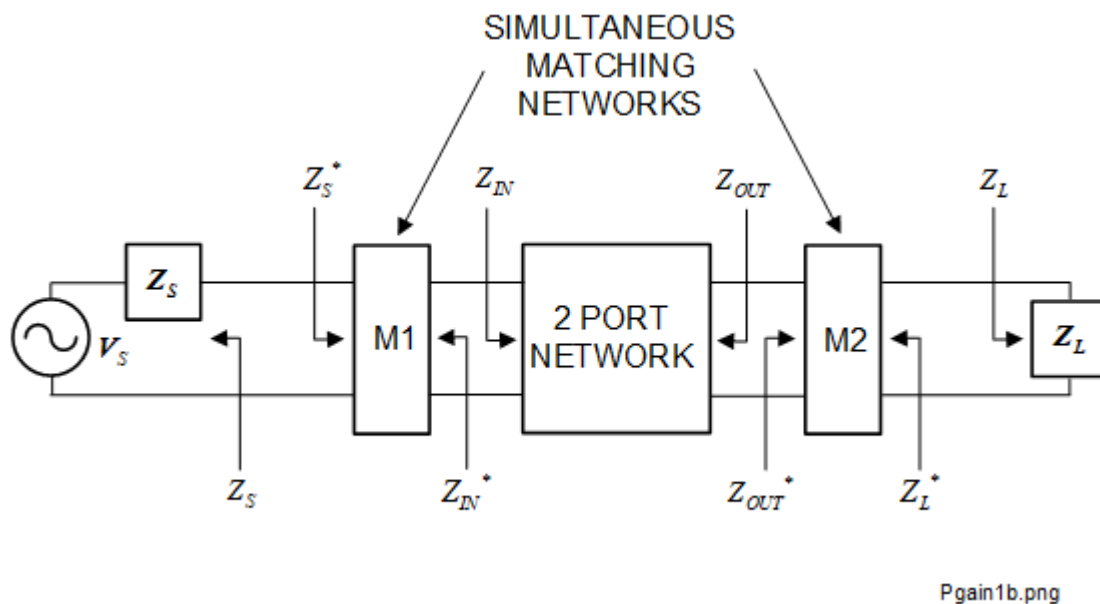 SIMULTANEOUS
MATCHING
NETWORKS
Z_S^*
Z_IN
Z_OUT
Z_L
Z_S
V_S
M1
2 PORT
NETWORK
M2
Z_L
Z_S
Z_IN^*
Z_OUT^*
Z_L^*
Pgain1b.png